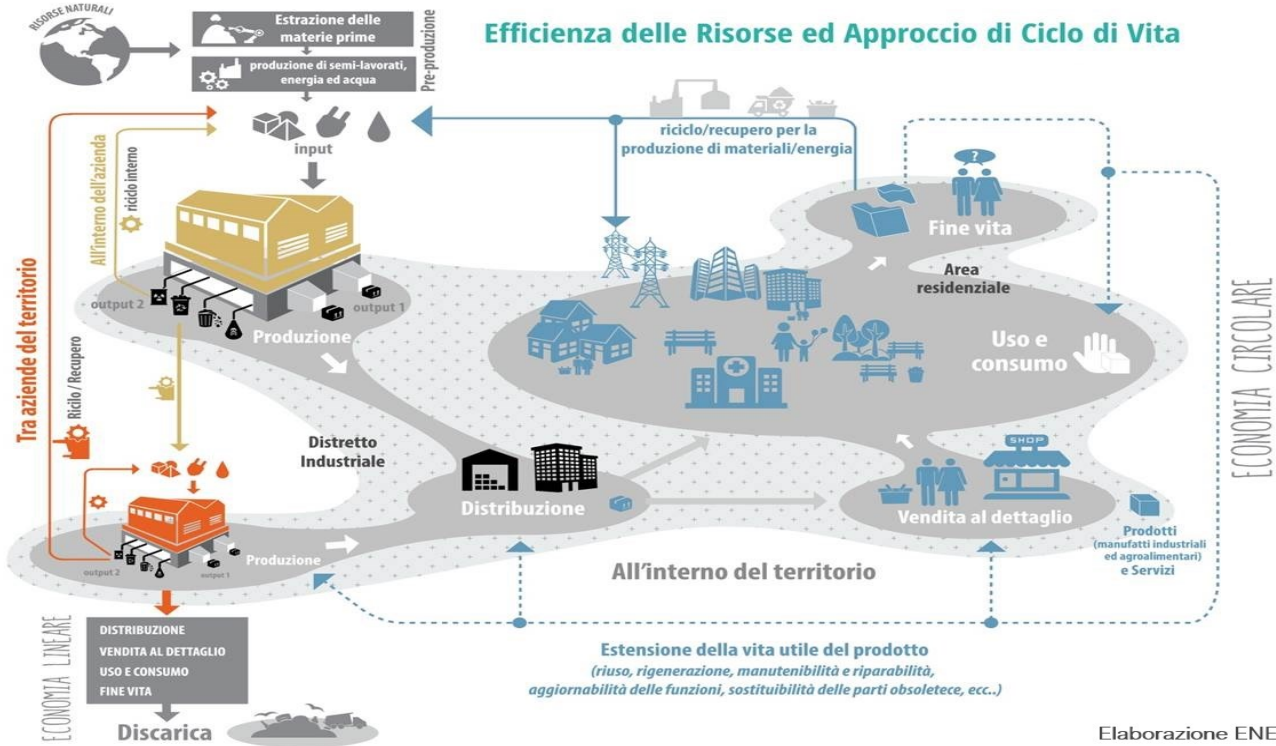 RISORSE NATURALI
Estrazione delle
materie prime
produzione di semi-lavorati,
energia ed acqua
Pre-produzione
Efficienza delle Risorse ed Approccio di Ciclo di Vita
input
riciclo/recupero per la
produzione di materiali/energia
Tra aziende del territorio
All'interno dell'azienda
riciclo interno
output 2
output 1
Produzione
Ricilo / Recupero
Distretto
Industriale
?
Fine vita
Area
residenziale
Uso e
consumo
ECONOMIA CIRCOLARE
SHOP
Distribuzione
Vendita al dettaglio
Prodotti
(manufatti industriali
ed agroalimentari)
e Servizi
output 2
output 1
Produzione
All'interno del territorio
ECONOMIA LINEARE
DISTRIBUZIONE
VENDITA AL DETTAGLIO
USO E CONSUMO
FINE VITA
Discarica
Estensione della vita utile del prodotto
(riuso, rigenerazione, manutenibilità e riparabilità,
aggiornabilità delle funzioni, sostituibilità delle parti obsoletece, ecc..)
Elaborazione ENE